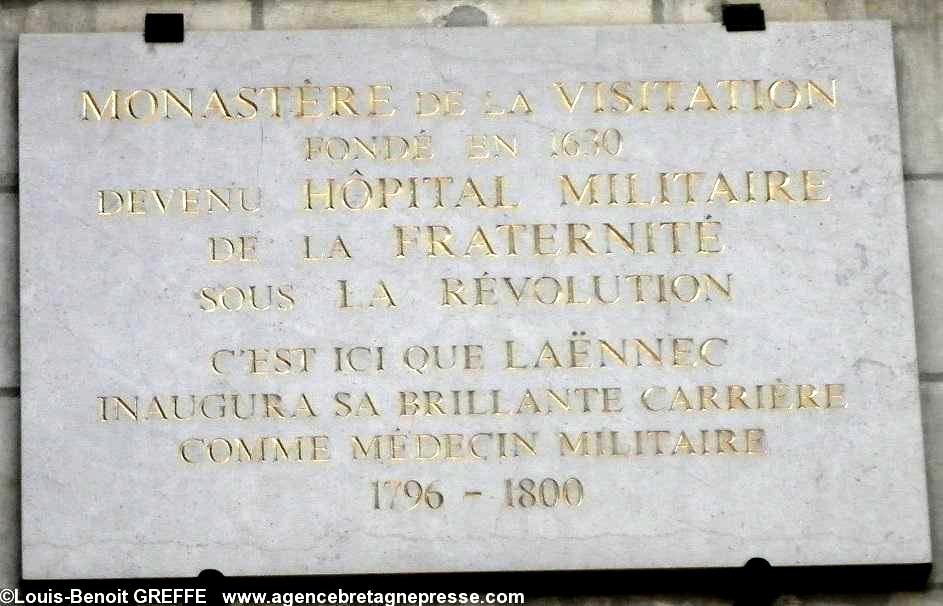 MONASTÈRE DE LA VISITATION
FONDÉ EN 1630
DEVENU HÔPITAL MILITAIRE
DE LA FRATERNITÉ
SOUS LA RÉVOLUTION
C'EST ICI QUE LAËNNEC
INAUGURA SA BRILLANTE CARRIÈRE
COMME MÉDECIN MILITAIRE
1796 - 1800
©Louis-Benoit GREFFE www.agencebretagnepresse.com